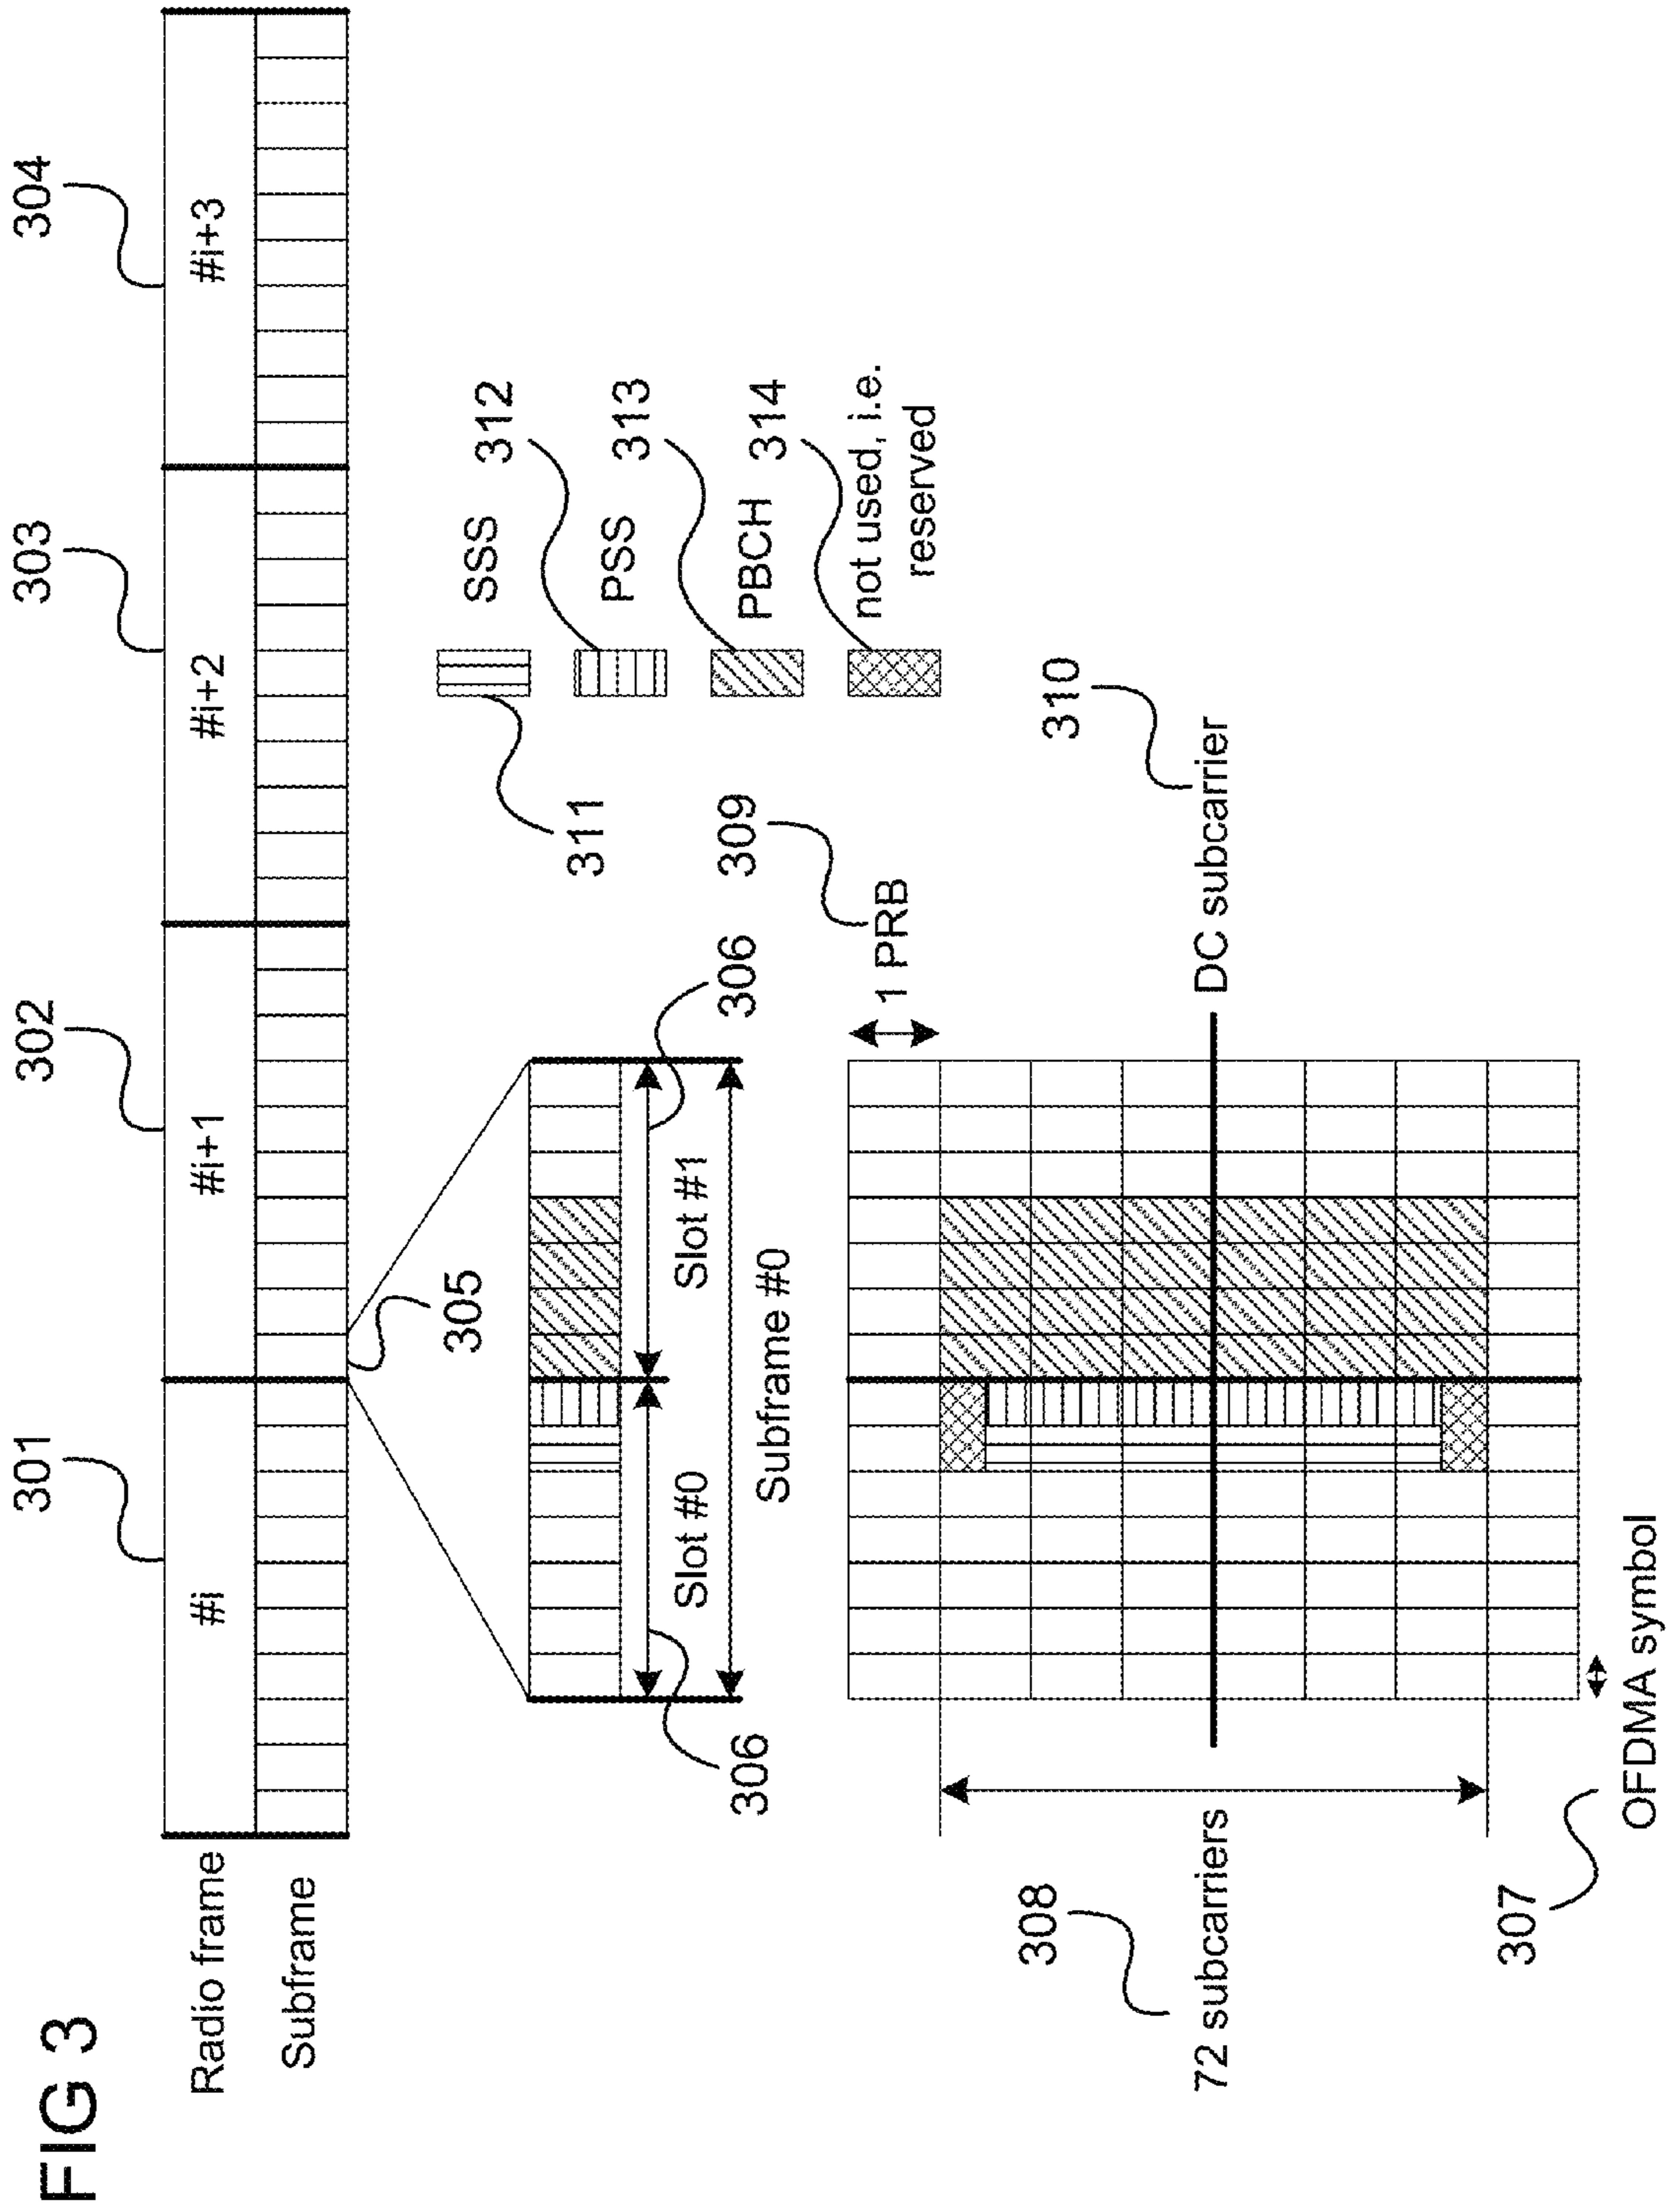 FIG 3
301
302
303
304
Radio frame
#i
#i+1
#i+2
#i+3
Subframe
305
311
SSS
312
PSS
313
PBCH
314
not used, i.e.
reserved
Slot #0
Slot #1
306
306
Subframe #0
309
1 PRB
308
72 subcarriers
310
DC subcarrier
307
OFDMA symbol